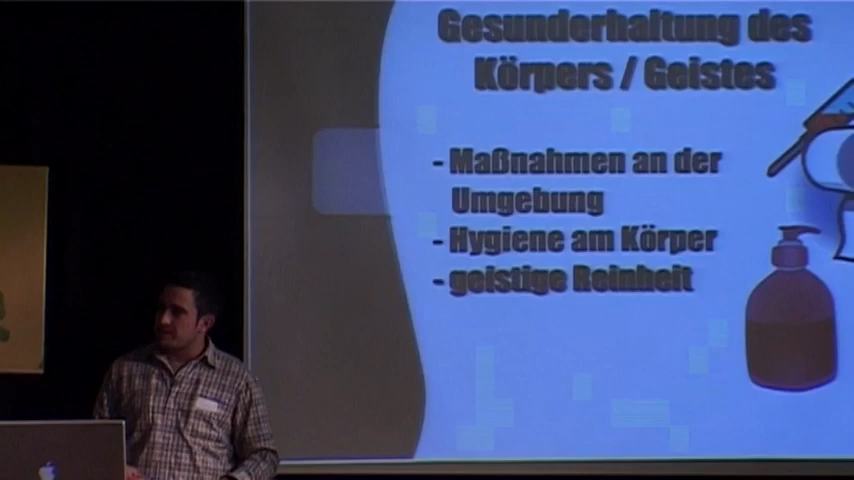 Gesunderhaltung des
Körpers / Geistes
- Maßnahmen an der
Umgebung
- Hygiene am Körper
- geistige Reinheit